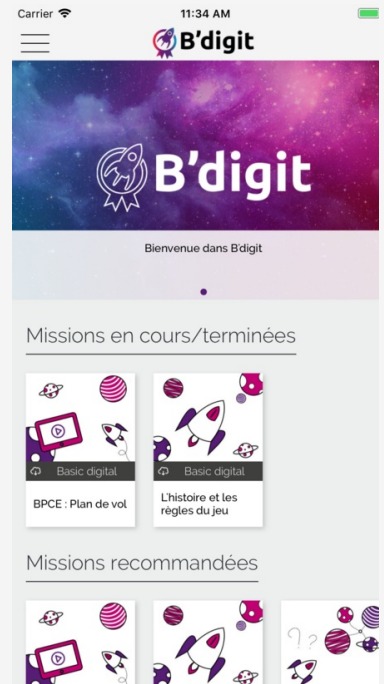 Carrier 11:34 AM
B'digit
B'digit
Bienvenue dans B'digit
Missions en cours/terminées
Basic digital
BPCE : Plan de vol
Basic digital
L'histoire et les
règles du jeu
Missions recommandées
??